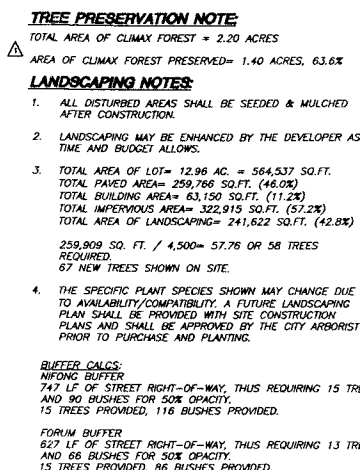 TREE PRESERVATION NOTE:
TOTAL AREA OF CLIMAX FOREST = 2.20 ACRES
1
AREA OF CLIMAX FOREST PRESERVED= 1.40 ACRES, 63.6%
LANDSCAPING NOTES:
1. ALL DISTURBED AREAS SHALL BE SEEDED & MULCHED
AFTER CONSTRUCTION.
2. LANDSCAPING MAY BE ENHANCED BY THE DEVELOPER AS
TIME AND BUDGET ALLOWS.
3. TOTAL AREA OF LOT= 12.96 AC. = 564,537 SQ.FT.
TOTAL PAVED AREA= 259,766 SQ.FT. (46.0%)
TOTAL BUILDING AREA= 63,150 SQ.FT. (11.2%)
TOTAL IMPERVIOUS AREA= 322,915 SQ.FT. (57.2%)
TOTAL AREA OF LANDSCAPING= 241,622 SQ.FT. (42.8%)
259,909 SQ. FT. / 4,500= 57.76 OR 58 TREES
REQUIRED.
67 NEW TREES SHOWN ON SITE.
4. THE SPECIFIC PLANT SPECIES SHOWN MAY CHANGE DUE
TO AVAILABILITY/COMPATIBILITY. A FUTURE LANDSCAPING
PLAN SHALL BE PROVIDED WITH SITE CONSTRUCTION
PLANS AND SHALL BE APPROVED BY THE CITY ARBORIST
PRIOR TO PURCHASE AND PLANTING.
BUFFER CALCS:
NIFONG BUFFER
747 LF OF STREET RIGHT-OF-WAY, THUS REQUIRING 15 TRE
AND 90 BUSHES FOR 50% OPACITY.
15 TREES PROVIDED, 116 BUSHES PROVIDED.
FORUM BUFFER
627 LF OF STREET RIGHT-OF-WAY, THUS REQUIRING 13 TRE
AND 66 BUSHES FOR 50% OPACITY.
15 TREES PROVIDED, 86 BUSHES PROVIDED